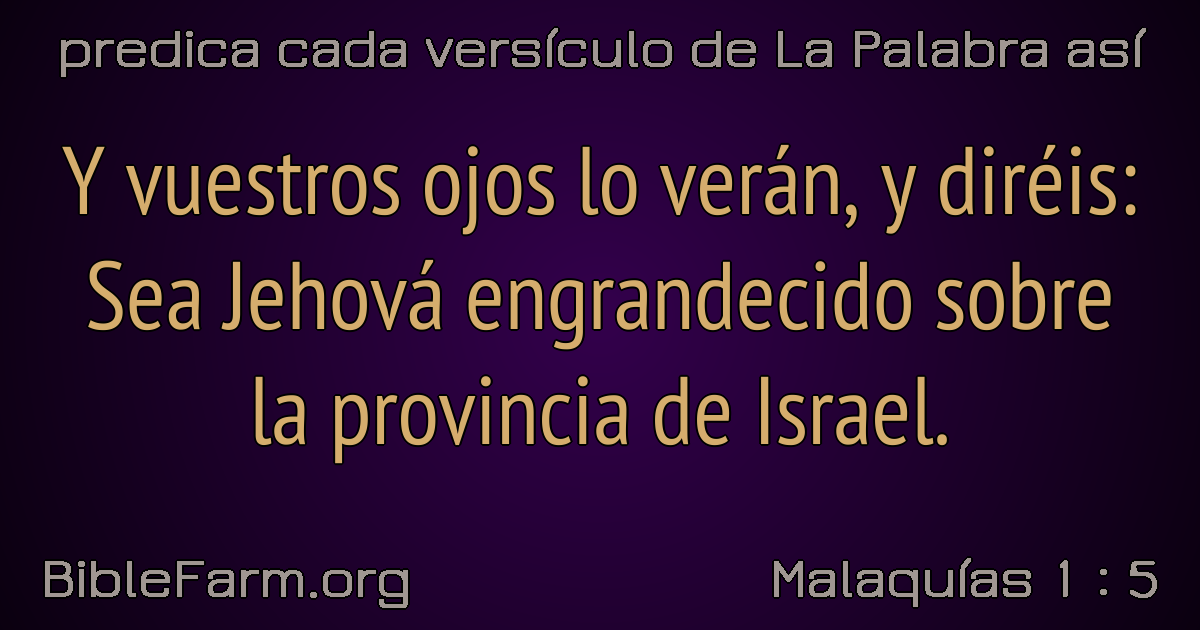 predica cada versículo de La Palabra así
Y vuestros ojos lo verán, y diréis:
Sea Jehová engrandecido sobre
la provincia de Israel.
BibleFarm.org
Malaquías 1 : 5